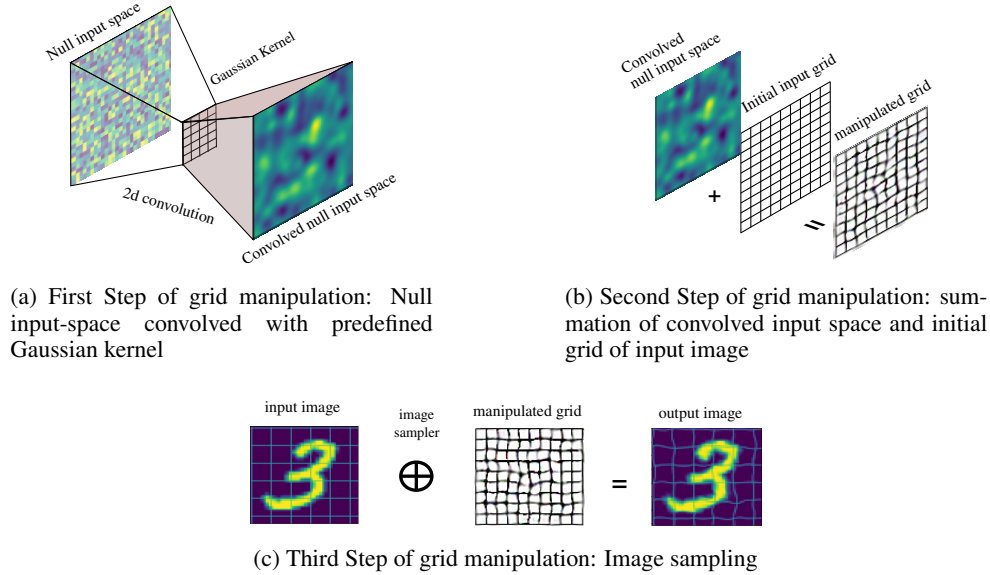 Null input space
Gaussian Kernel
2d convolution
Convolved null input space
(a) First Step of grid manipulation: Null
input-space convolved with predefined
Gaussian kernel
Convolved
null input space
Initial input grid
manipulated grid
+
=
(b) Second Step of grid manipulation: sum-
mation of convolved input space and initial
grid of input image
input image
image
sampler
manipulated grid
output image
⊕
=
(c) Third Step of grid manipulation: Image sampling